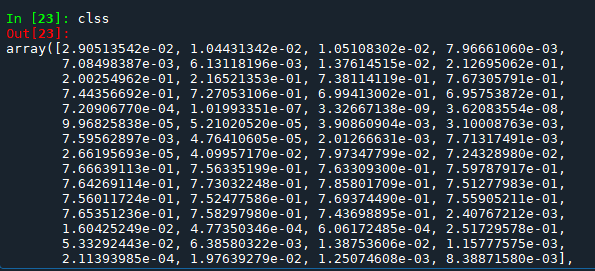 In [23]: clss
Out[23]:
array([2.90513542e-02, 1.04431342e-02, 1.05108302e-02, 7.96661060e-03,
7.08498387e-03, 6.13118196e-03, 1.37614515e-02, 2.12695062e-01,
2.00254962e-01, 2.16521353e-01, 7.38114119e-01, 7.67305791e-01,
7.44356692e-01, 7.27053106e-01, 6.99413002e-01, 6.95753872e-01,
7.20906770e-04, 1.01993351e-07, 3.32667138e-09, 3.62083554e-08,
9.96825838e-05, 5.21020520e-05, 3.90860904e-03, 3.10008763e-03,
7.59562897e-03, 4.76410605e-03, 2.01266631e-03, 7.71317491e-03,
2.66195693e-05, 4.09957170e-02, 7.97347799e-02, 7.24328980e-02,
7.66639113e-01, 7.56335199e-01, 7.63309300e-01, 7.59787917e-01,
7.64269114e-01, 7.73032248e-01, 7.85801709e-01, 7.51277983e-01,
7.56011724e-01, 7.52477586e-01, 7.69374490e-01, 7.55905211e-01,
7.65351236e-01, 7.58297980e-01, 7.43698895e-01, 2.40767212e-03,
1.60425249e-02, 4.77350346e-04, 6.06172485e-04, 2.51729578e-01,
5.33292443e-02, 6.38580322e-03, 1.38753606e-02, 1.15777575e-03,
2.11393985e-04, 1.97639279e-02, 1.25074608e-03, 8.38871580e-03],